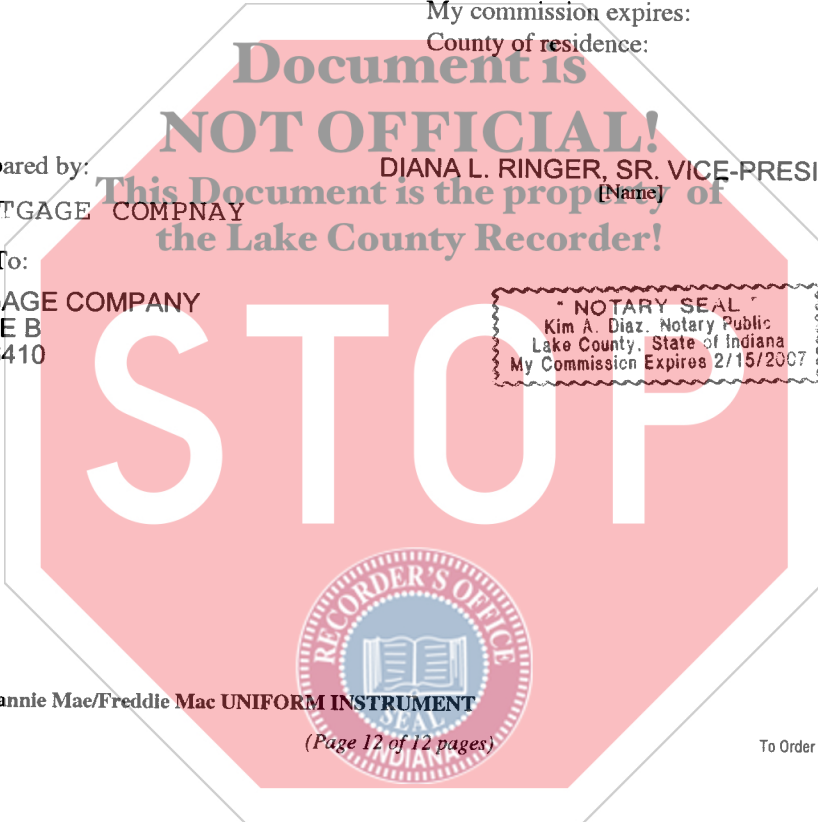 My commission expires:
County of residence:
Document is
NOT OFFICIAL!
This Document is the property of
the Lake County Recorder!
ared by:
DIANA L. RINGER, SR. VICE-PRESI
[Name]
TGAGE COMPNAY
To:
AGE COMPANY
E B
410
" NOTARY SEAL "
Kim A. Diaz, Notary Public
Lake County, State of Indiana
My Commission Expires 2/15/2007
STOP
RECORDER'S OFFICE
SEAL
INDIANA
annie Mae/Freddie Mac UNIFORM INSTRUMENT
(Page 12 of 12 pages)
To Order